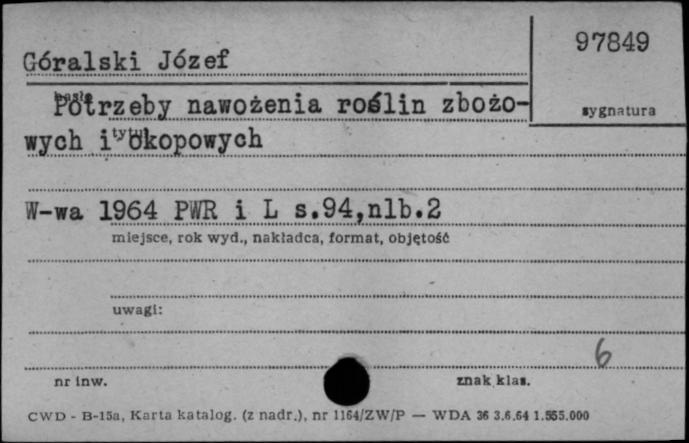 Góralski Józef
97849
hasło
Potrzeby nawożenia roślin zbożo-
sygnatura
tytuł
wych i okopowych
W-wa 1964 PWR i L s.94,nlb.2
miejsce, rok wyd., nakładca, format, objętość
uwagi:
6
nr inw.
znak klas.
CWD - B-15a, Karta katalog. (z nadr.), nr 1164/ZW/P — WDA 36 3.6.64 1.555.000